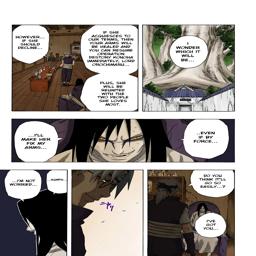 HOWEVER...
IF SHE
SHOULD
DECLINE...
IF SHE
ACQUIESCES TO
OUR TERMS, THEN
YOUR ARMS WILL
BE HEALED AND
YOU CAN RESUME
OPERATION
DESTROY KONOHA
IMMEDIATELY, LORD
OROCHIMARU...
PLUS, SHE
WILL BE
REUNITED
WITH THE
TWO PEOPLE
SHE LOVES
MOST.
I
WONDER
WHICH IT
WILL
BE...
...I'LL
MAKE HER
FIX MY
ARMS...
...EVEN
IF BY
FORCE...
...I'M NOT
WORRIED...
DO YOU
THINK IT'LL
GO SO
EASILY...?
I'VE
GOT
YOU...